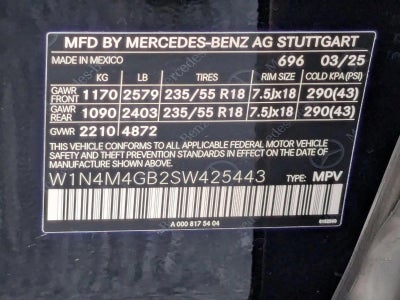 MFD BY MERCEDES-BENZ AG STUTTGART
MADE IN MEXICO 696 03/25
KG LB TIRES RIM SIZE COLD KPA(PSI)
GAWR FRONT 1170 2579 235/55 R18 7.5Jx18 290(43)
GAWR REAR 1090 2403 235/55 R18 7.5Jx18 290(43)
GVWR 2210 4872
THIS VEHICLE CONFORMS TO ALL APPLICABLE FEDERAL MOTOR VEHICLE
SAFETY STANDARDS IN EFFECT ON THE DATE OF MANUFACTURE SHOWN ABOVE.
W1N4M4GB2SW425443 TYPE: MPV
A 000 817 54 04